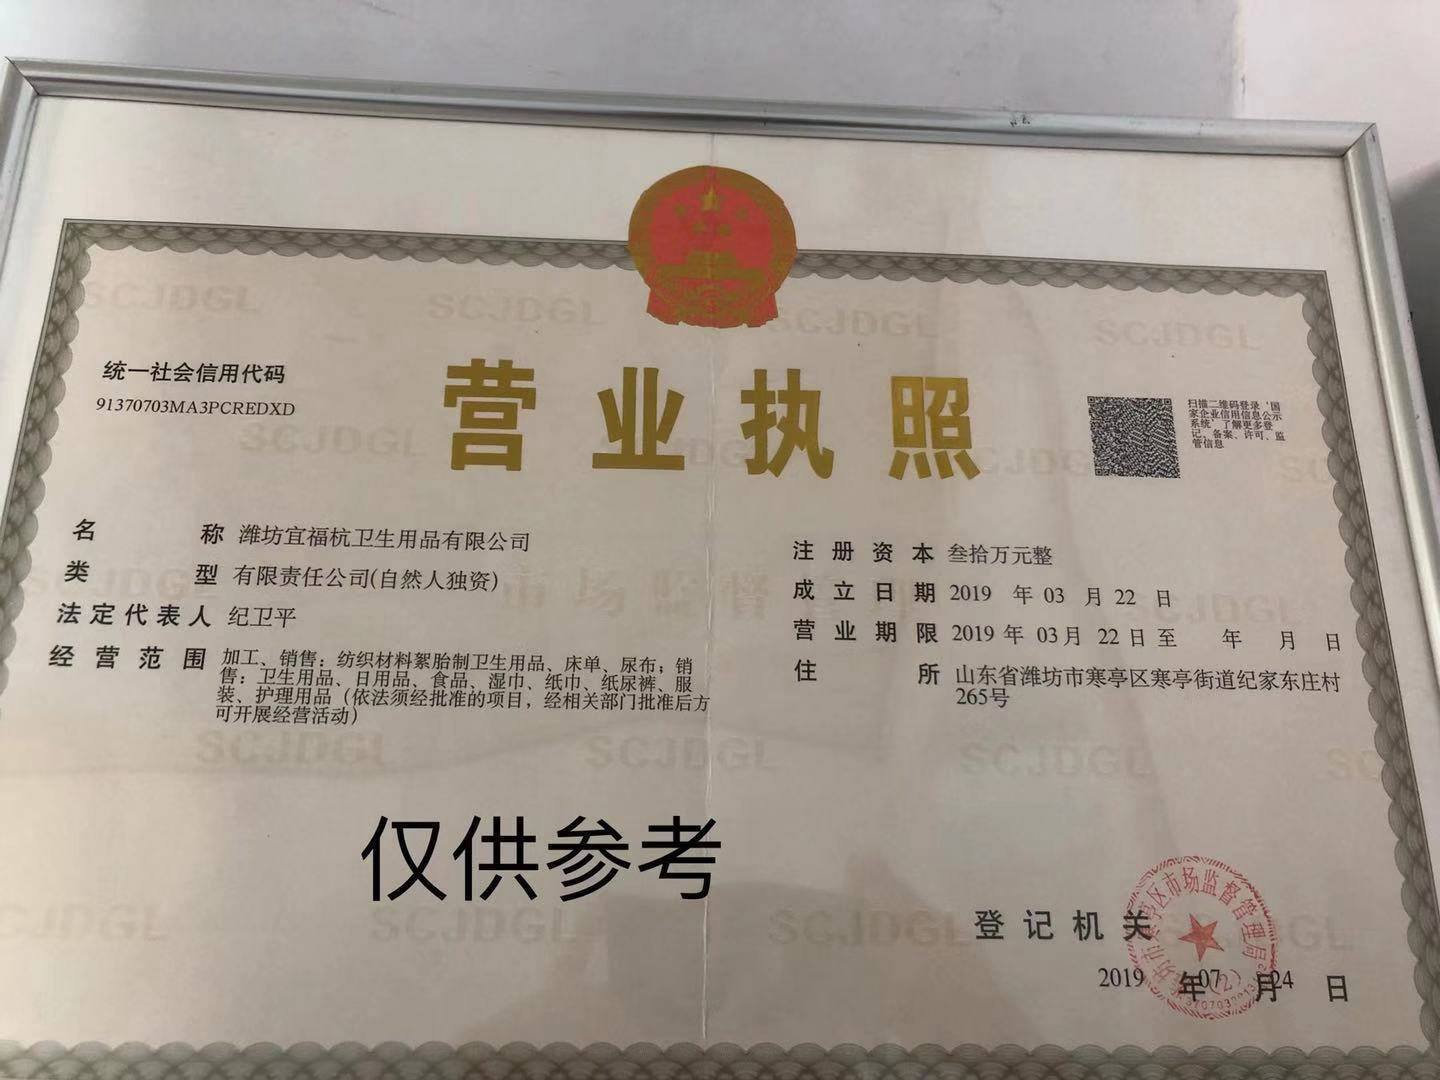 统一社会信用代码
91370703MA3PCREDXD
营业执照
扫描二维码登录‘国
家企业信用信息公示
系统’了解更多登
记、备案、许可、监
管信息
名称 潍坊宜福杭卫生用品有限公司
类型 有限责任公司(自然人独资)
法定代表人 纪卫平
经营范围 加工、销售：纺织材料絮胎制卫生用品、床单、尿布；销
售：卫生用品、日用品、食品、湿巾、纸巾、纸尿裤、服
装、护理用品（依法须经批准的项目，经相关部门批准后方
可开展经营活动）
注册资本 叁拾万元整
成立日期 2019 年 03 月 22 日
营业期限 2019 年 03 月 22 日 至 年 月 日
住所 山东省潍坊市寒亭区寒亭街道纪家东庄村
265号
仅供参考
登记机关
2019 年 07 月 24 日
SCJDGL
市场监督管理